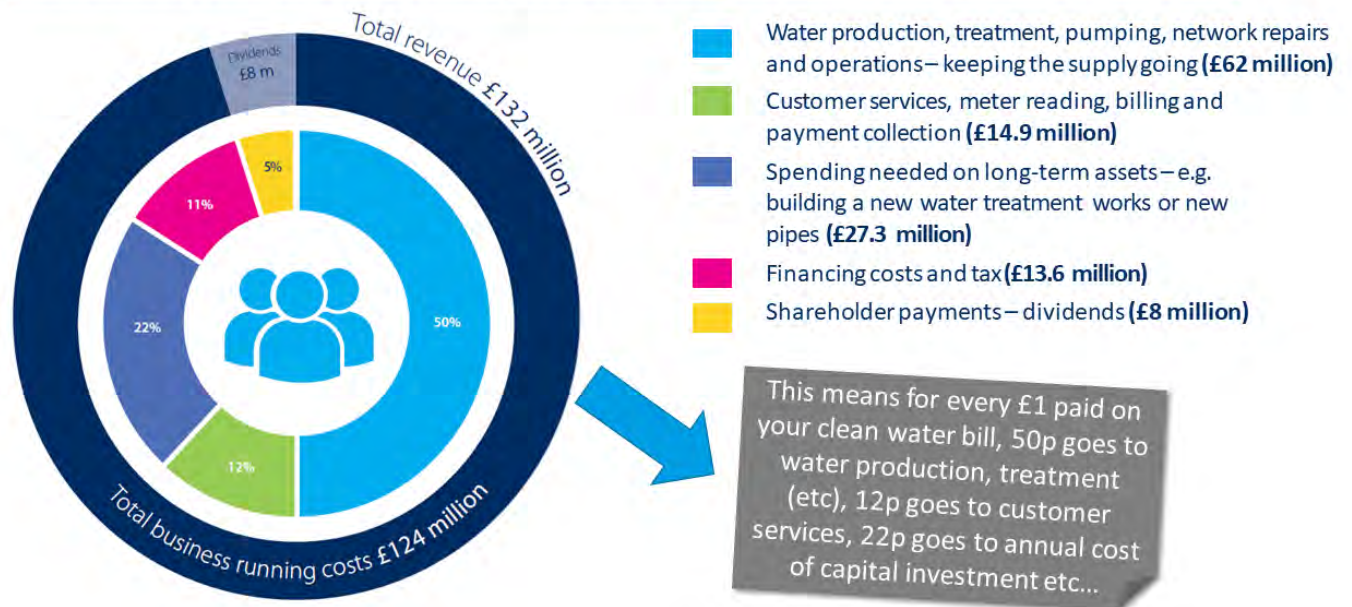 Total revenue £132 million
Dividends
£8 m
5%
11%
22%
50%
12%
Total business running costs £124 million
Water production, treatment, pumping, network repairs
and operations – keeping the supply going (£62 million)
Customer services, meter reading, billing and
payment collection (£14.9 million)
Spending needed on long-term assets – e.g.
building a new water treatment works or new
pipes (£27.3 million)
Financing costs and tax (£13.6 million)
Shareholder payments – dividends (£8 million)
This means for every £1 paid on
your clean water bill, 50p goes to
water production, treatment
(etc), 12p goes to customer
services, 22p goes to annual cost
of capital investment etc...